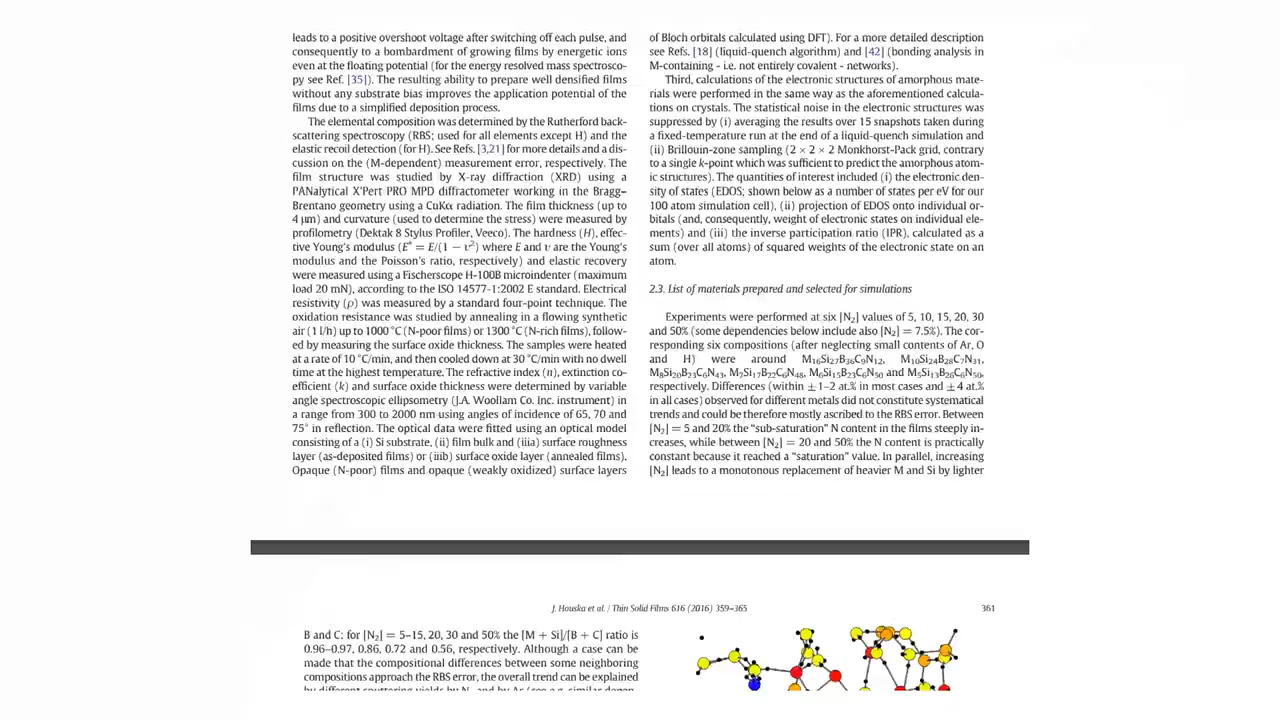 leads to a positive overshoot voltage after switching off each pulse, and
consequently to a bombardment of growing films by energetic ions
even at the floating potential (for the energy resolved mass spectrosco-
py see Ref. [35]). The resulting ability to prepare well densified films
without any substrate bias improves the application potential of the
films due to a simplified deposition process.
The elemental composition was determined by the Rutherford back-
scattering spectroscopy (RBS; used for all elements except H) and the
elastic recoil detection (for H). See Refs. [3,21] for more details and a dis-
cussion on the (M-dependent) measurement error, respectively. The
film structure was studied by X-ray diffraction (XRD) using a
PANalytical X'Pert PRO MPD diffractometer working in the Bragg–
Brentano geometry using a CuKα radiation. The film thickness (up to
4 μm) and curvature (used to determine the stress) were measured by
profilometry (Dektak 8 Stylus Profiler, Veeco). The hardness (H), effec-
tive Young's modulus (E* = E/(1 − υ²) where E and υ are the Young's
modulus and the Poisson's ratio, respectively) and elastic recovery
were measured using a Fischerscope H-100B microindenter (maximum
load 20 mN), according to the ISO 14577-1:2002 E standard. Electrical
resistivity (ρ) was measured by a standard four-point technique. The
oxidation resistance was studied by annealing in a flowing synthetic
air (1 l/h) up to 1000 °C (N-poor films) or 1300 °C (N-rich films), follow-
ed by measuring the surface oxide thickness. The samples were heated
at a rate of 10 °C/min, and then cooled down at 30 °C/min with no dwell
time at the highest temperature. The refractive index (n), extinction co-
efficient (k) and surface oxide thickness were determined by variable
angle spectroscopic ellipsometry (J.A. Woollam Co. Inc. instrument) in
a range from 300 to 2000 nm using angles of incidence of 65, 70 and
75° in reflection. The optical data were fitted using an optical model
consisting of a (i) Si substrate, (ii) film bulk and (iiia) surface roughness
layer (as-deposited films) or (iiib) surface oxide layer (annealed films).
Opaque (N-poor) films and opaque (weakly oxidized) surface layers
of Bloch orbitals calculated using DFT). For a more detailed description
see Refs. [18] (liquid-quench algorithm) and [42] (bonding analysis in
M-containing - i.e. not entirely covalent - networks).
Third, calculations of the electronic structures of amorphous mate-
rials were performed in the same way as the aforementioned calcula-
tions on crystals. The statistical noise in the electronic structures was
suppressed by (i) averaging the results over 15 snapshots taken during
a fixed-temperature run at the end of a liquid-quench simulation and
(ii) Brillouin-zone sampling (2 × 2 × 2 Monkhorst-Pack grid, contrary
to a single k-point which was sufficient to predict the amorphous atom-
ic structures). The quantities of interest included (i) the electronic den-
sity of states (EDOS; shown below as a number of states per eV for our
100 atom simulation cell), (ii) projection of EDOS onto individual or-
bitals (and, consequently, weight of electronic states on individual ele-
ments) and (iii) the inverse participation ratio (IPR), calculated as a
sum (over all atoms) of squared weights of the electronic state on an
atom.
2.3. List of materials prepared and selected for simulations
Experiments were performed at six [N₂] values of 5, 10, 15, 20, 30
and 50% (some dependencies below include also [N₂] = 7.5%). The cor-
responding six compositions (after neglecting small contents of Ar, O
and H) were around M₁₆Si₂₇B₃₆C₉N₁₂, M₁₀Si₂₄B₂₈C₇N₃₁,
M₈Si₂₀B₂₃C₆N₄₃, M₂Si₁₇B₂₂C₆N₄₈, M₆Si₁₅B₂₃C₆N₅₀ and M₅Si₁₃B₂₆C₆N₅₀,
respectively. Differences (within ±1–2 at.% in most cases and ±4 at.%
in all cases) observed for different metals did not constitute systematical
trends and could be therefore mostly ascribed to the RBS error. Between
[N₂] = 5 and 20% the "sub-saturation" N content in the films steeply in-
creases, while between [N₂] = 20 and 50% the N content is practically
constant because it reached a "saturation" value. In parallel, increasing
[N₂] leads to a monotonous replacement of heavier M and Si by lighter
J. Houska et al. / Thin Solid Films 616 (2016) 359–365
361
B and C: for [N₂] = 5–15, 20, 30 and 50% the [M + Si]/[B + C] ratio is
0.96–0.97, 0.86, 0.72 and 0.56, respectively. Although a case can be
made that the compositional differences between some neighboring
compositions approach the RBS error, the overall trend can be explained